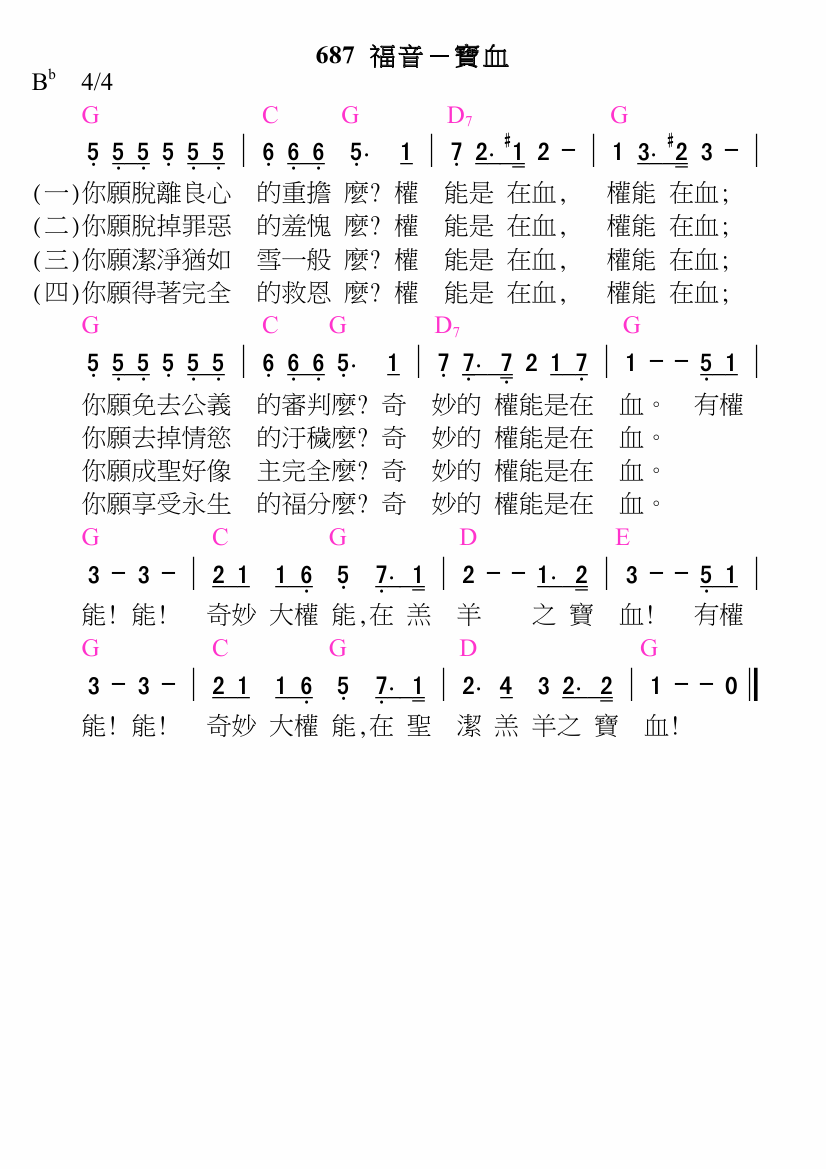 687 福音－寶血
B♭ 4/4
G C G D7 G
5 5 5 5 5 5 | 6 6 6 5· 1 | 7 2· #1 2 － | 1 3· #2 3 － |
(一)你願脫離良心 的重擔 麼? 權 能是 在血, 權能 在血;
(二)你願脫掉罪惡 的羞愧 麼? 權 能是 在血, 權能 在血;
(三)你願潔淨猶如 雪一般 麼? 權 能是 在血, 權能 在血;
(四)你願得著完全 的救恩 麼? 權 能是 在血, 權能 在血;
G C G D7 G
5 5 5 5 5 5 | 6 6 6 5· 1 | 7 7· 7 2 1 7 | 1 － － 5 1 |
你願免去公義 的審判麼? 奇 妙的 權能是在 血。 有權
你願去掉情慾 的汙穢麼? 奇 妙的 權能是在 血。
你願成聖好像 主完全麼? 奇 妙的 權能是在 血。
你願享受永生 的福分麼? 奇 妙的 權能是在 血。
G C G D E
3 － 3 － | 2 1 1 6 5 7· 1 | 2 － － 1· 2 | 3 － － 5 1 |
能! 能! 奇妙 大權 能,在 羔 羊 之 寶 血! 有權
G C G D G
3 － 3 － | 2 1 1 6 5 7· 1 | 2· 4 3 2· 2 | 1 － － 0 ‖
能! 能! 奇妙 大權 能,在 聖 潔 羔 羊之 寶 血!